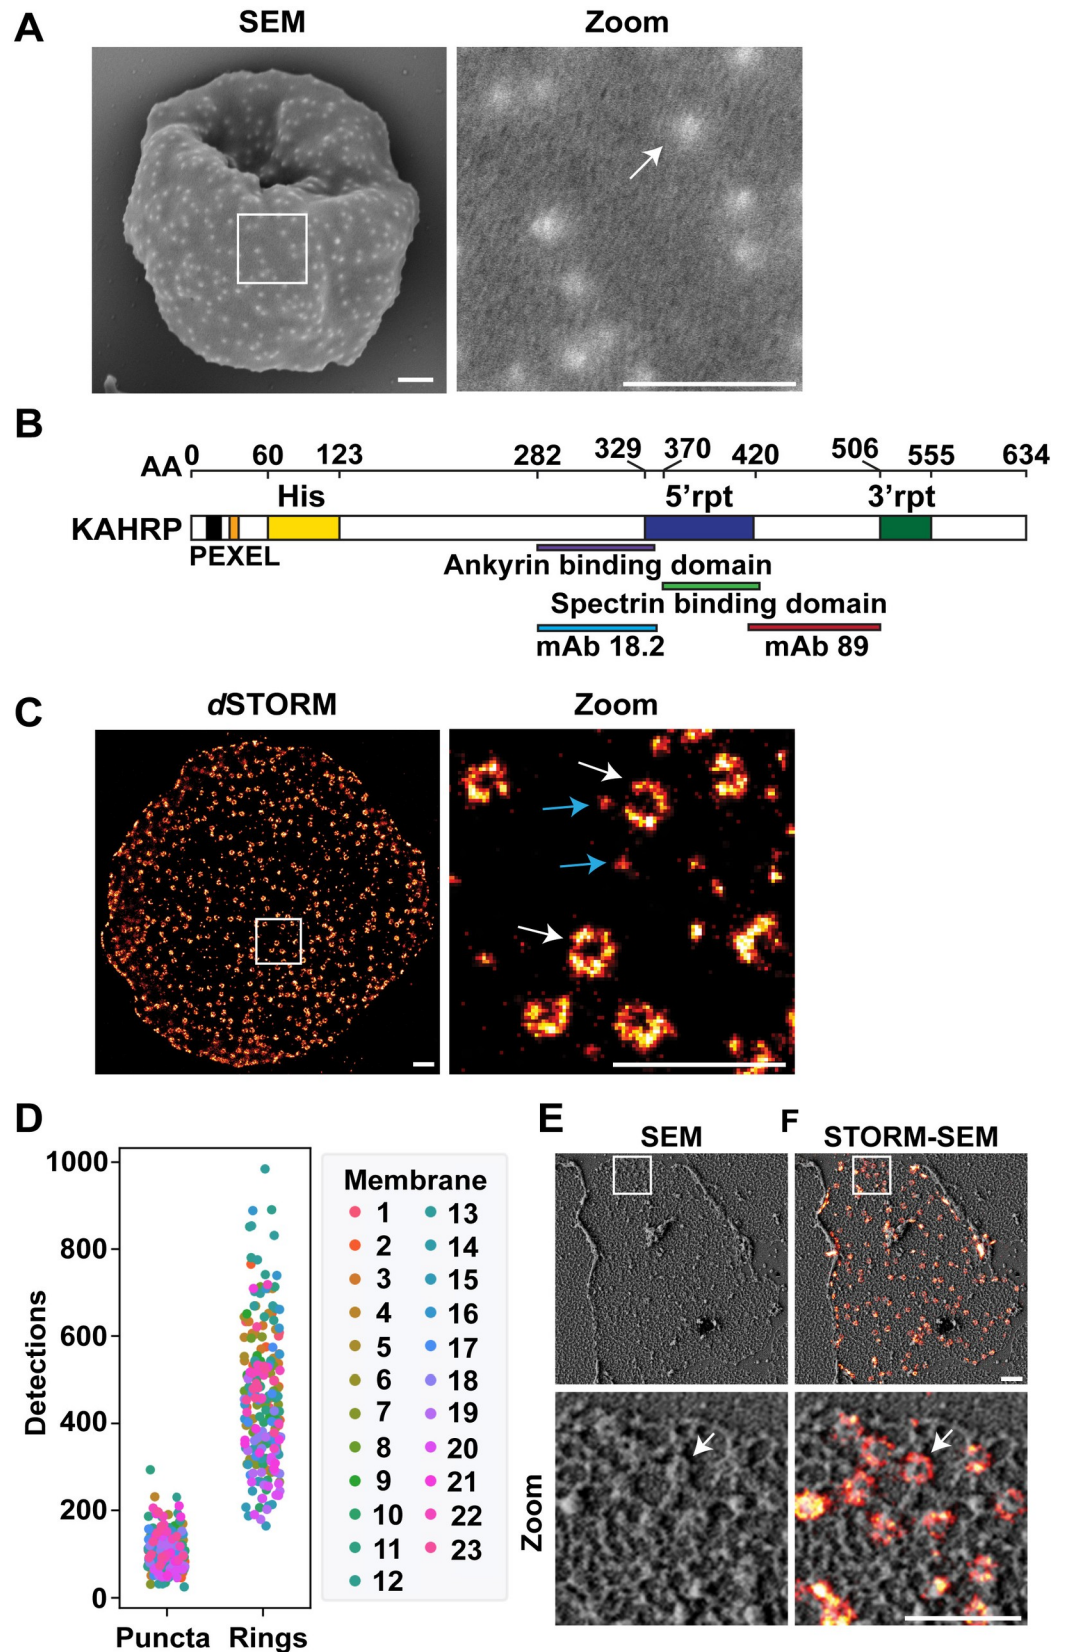 A
SEM
Zoom
B
AA
0 60 123 282 329 370 420 506 555 634
His 5'rpt 3'rpt
KAHRP
PEXEL
Ankyrin binding domain
Spectrin binding domain
mAb 18.2 mAb 89
C
dSTORM
Zoom
D
Detections
1000
800
600
400
200
0
Puncta Rings
Membrane
1 13
2 14
3 15
4 16
5 17
6 18
7 19
8 20
9 21
10 22
11 23
12
E
SEM
F
STORM-SEM
Zoom